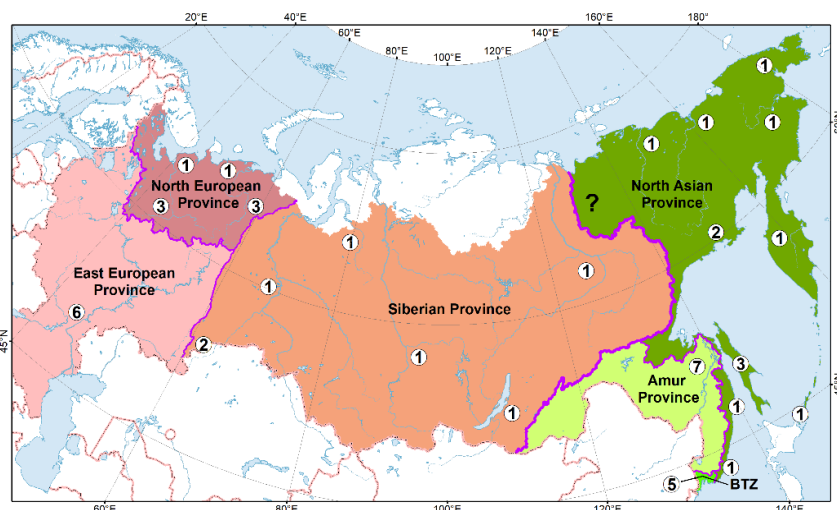 20°E 40°E
60°E
80°E 100°E 120°E
140°E
160°E
180°
60°N
1
1 1
1
1 1
North European
Province
North Asian
Province
3 3
?
2
1
1
1
East European
Province
1
Siberian Province
6
45°N
2
1
7
3
Amur
Province
45°N
1
1
1
1
BTZ
5
60°E
80°E
100°E
120°E
140°E